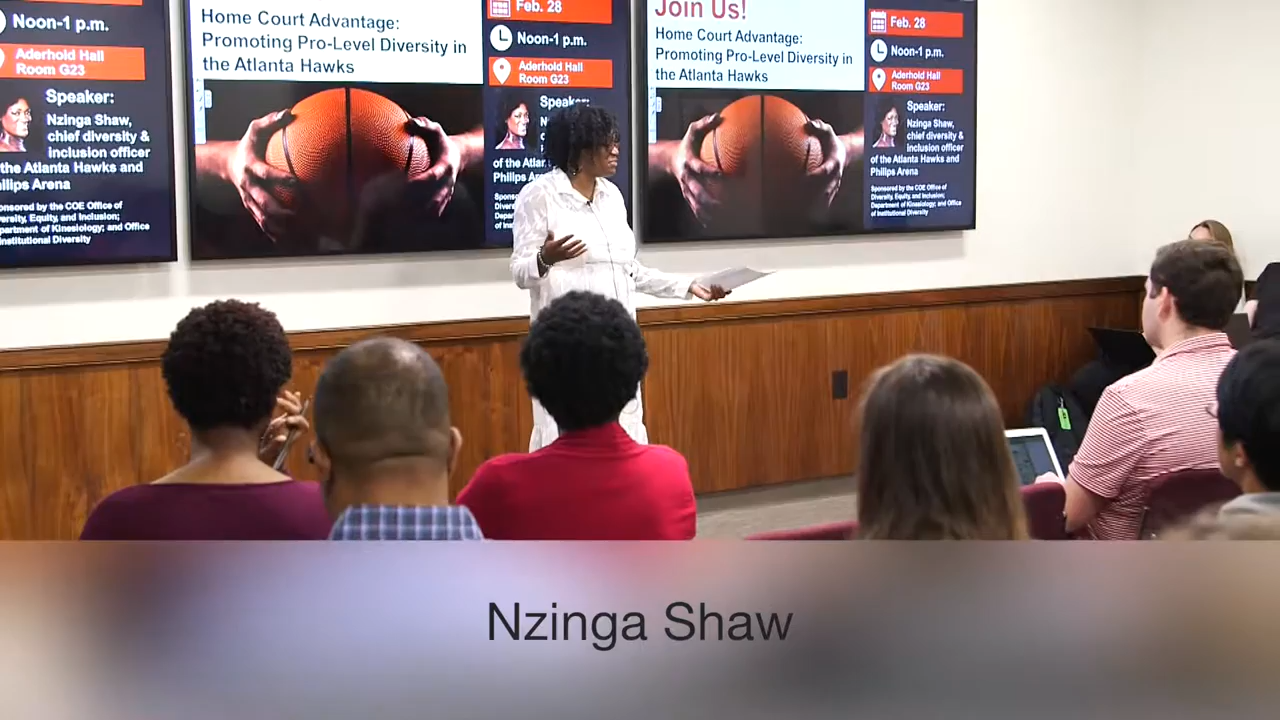 Noon-1 p.m.
Aderhold Hall
Room G23
Speaker:
Nzinga Shaw,
chief diversity &
inclusion officer
the Atlanta Hawks and
Philips Arena
Sponsored by the COE Office of
Diversity, Equity, and Inclusion;
Department of Kinesiology; and Office
Institutional Diversity
Home Court Advantage:
Promoting Pro-Level Diversity in
the Atlanta Hawks
Feb. 28
Noon-1 p.m.
Aderhold Hall
Room G23
Speaker:
of the Atlan
Philips Ar
Join Us!
Home Court Advantage:
Promoting Pro-Level Diversity in
the Atlanta Hawks
Feb. 28
Noon-1 p.m.
Aderhold Hall
Room G23
Speaker:
Nzinga Shaw,
chief diversity &
inclusion officer
of the Atlanta Hawks and
Philips Arena
Sponsored by the COE Office of
Diversity, Equity, and Inclusion;
Department of Kinesiology; and Office
of Institutional Diversity
Nzinga Shaw